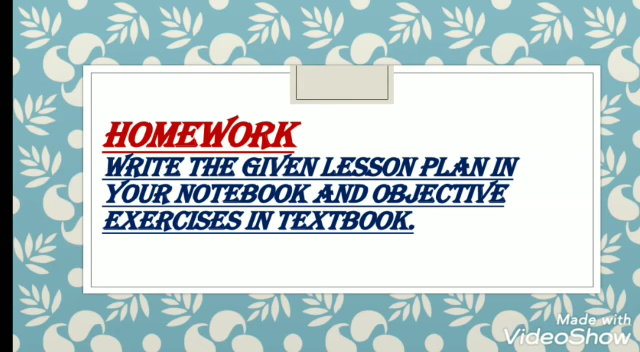 HOMEWORK
WRITE THE GIVEN LESSON PLAN IN
YOUR NOTEBOOK AND OBJECTIVE
EXERCISES IN TEXTBOOK.
Made with
VideoShow